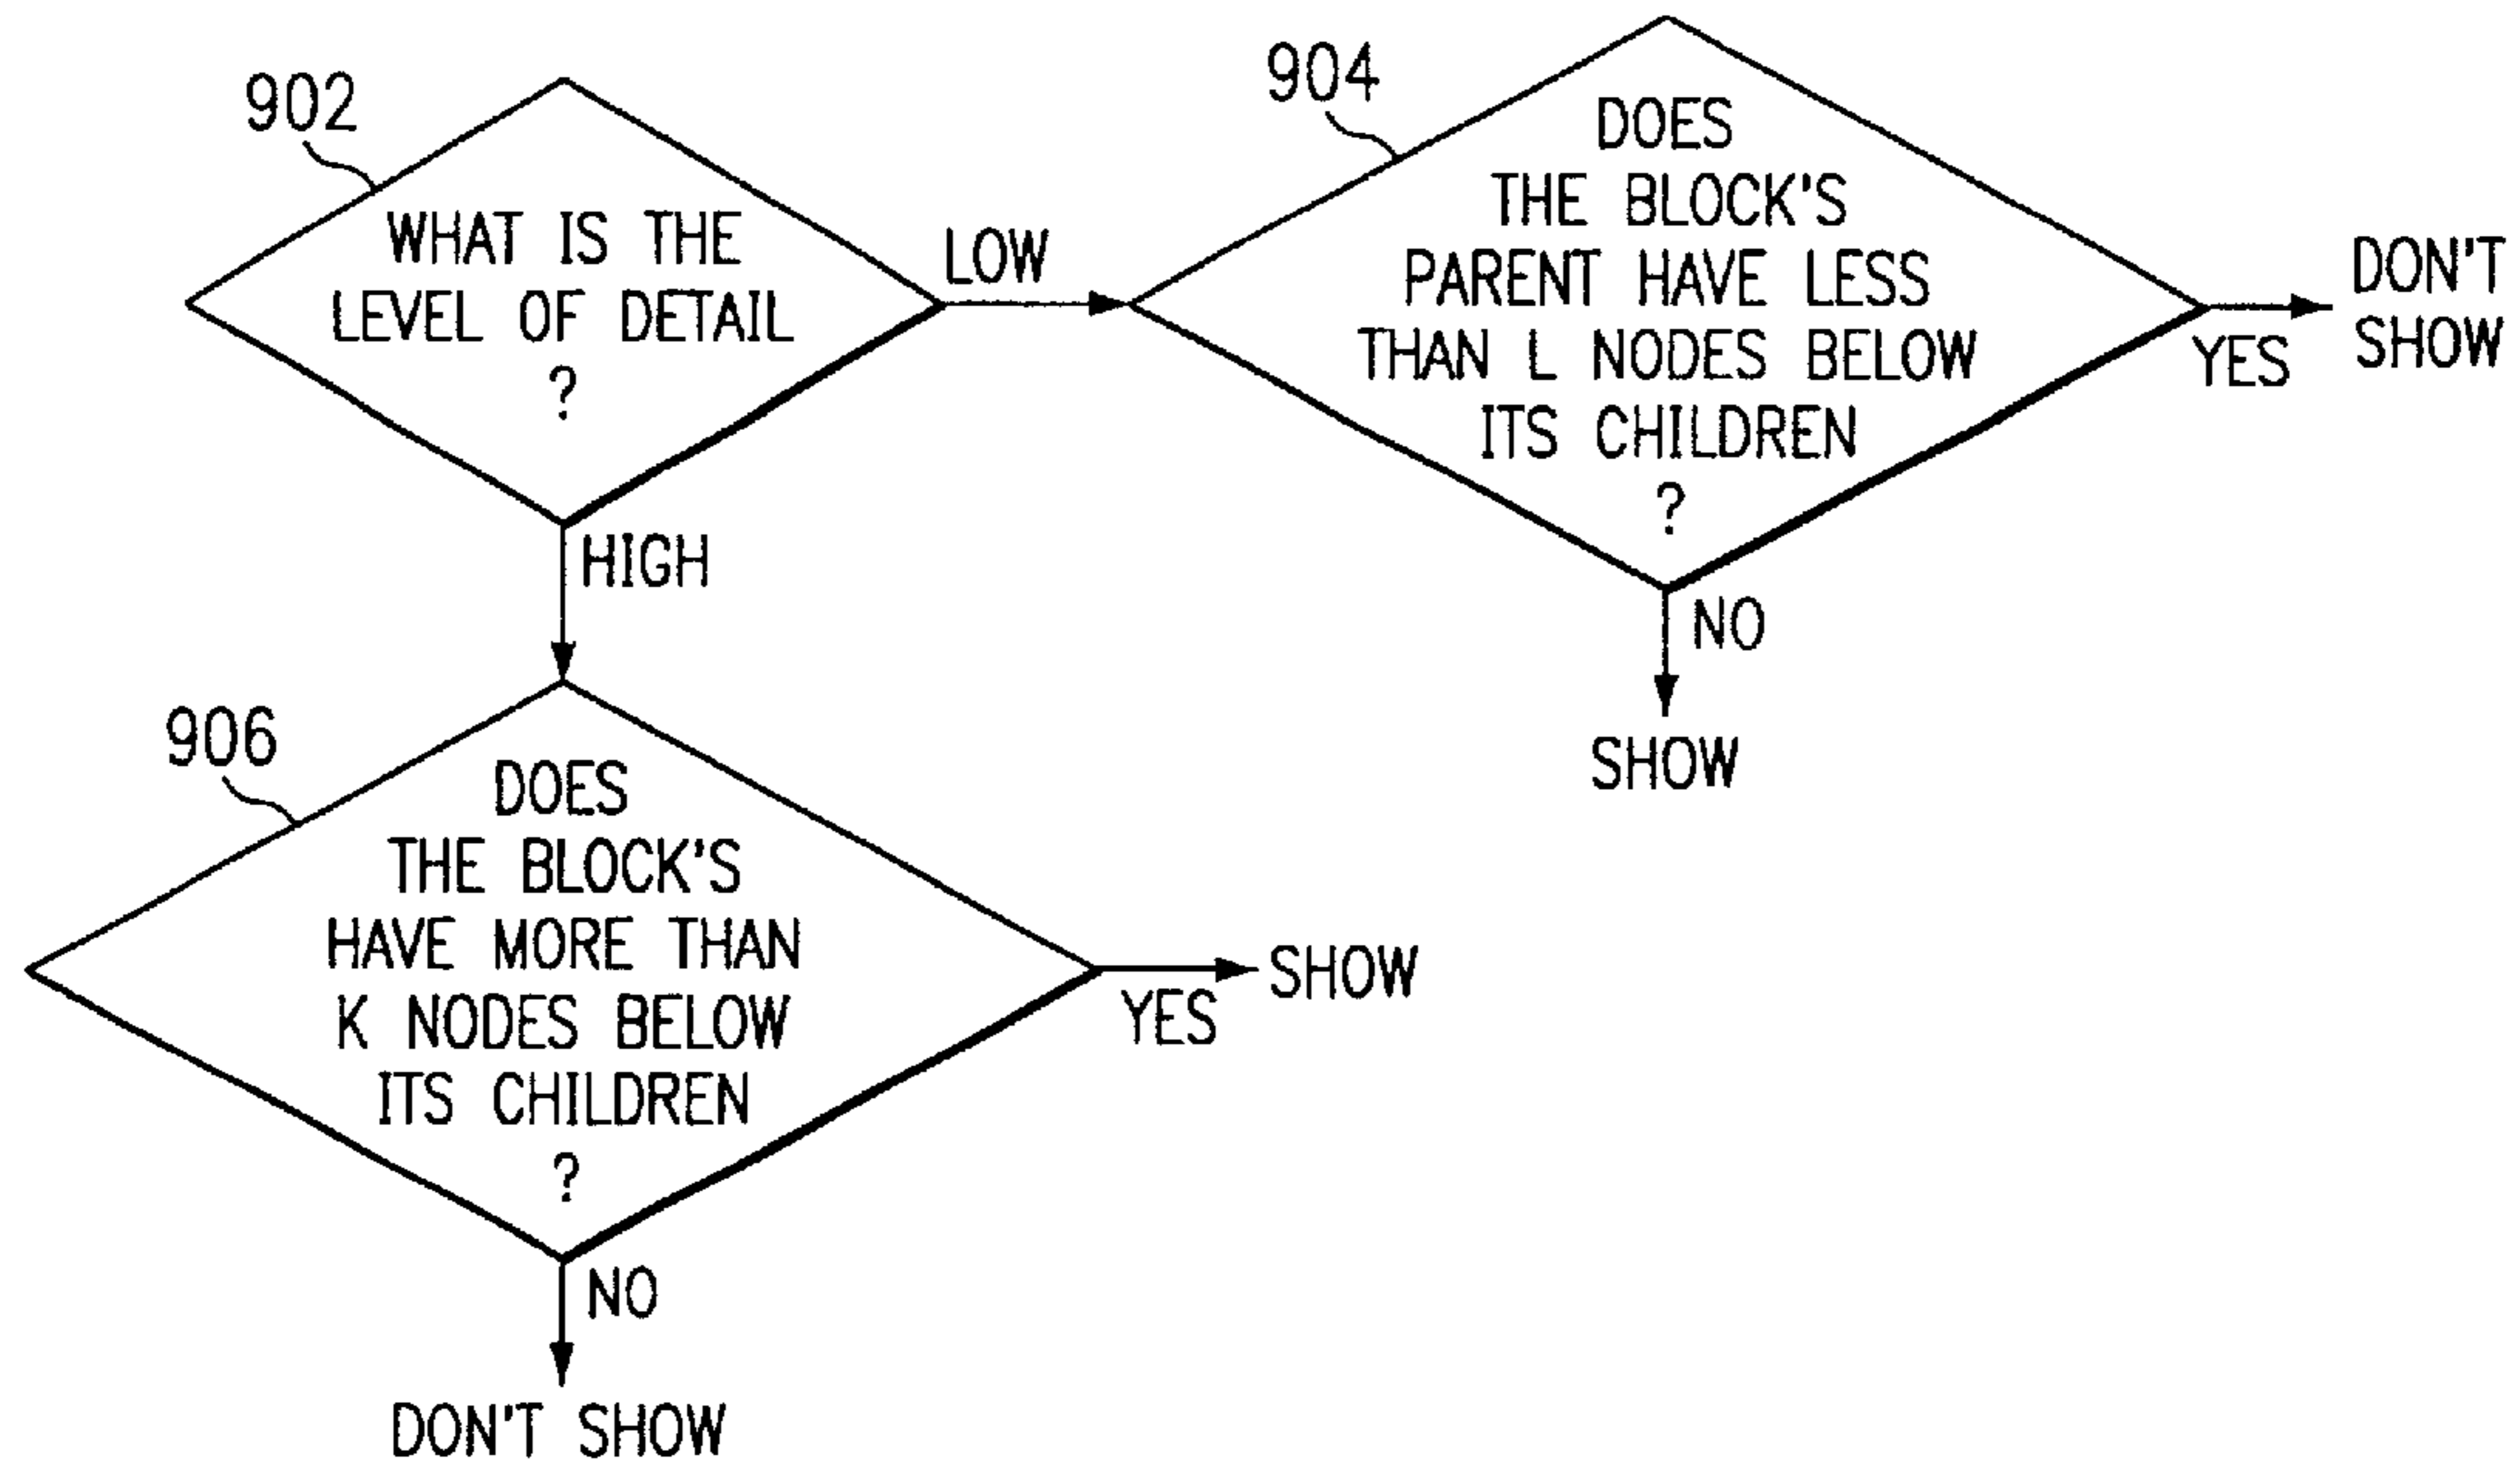 902
WHAT IS THE
LEVEL OF DETAIL
?
LOW
HIGH
904
DOES
THE BLOCK'S
PARENT HAVE LESS
THAN L NODES BELOW
ITS CHILDREN
?
YES
DON'T
SHOW
NO
SHOW
906
DOES
THE BLOCK'S
HAVE MORE THAN
K NODES BELOW
ITS CHILDREN
?
YES
SHOW
NO
DON'T SHOW